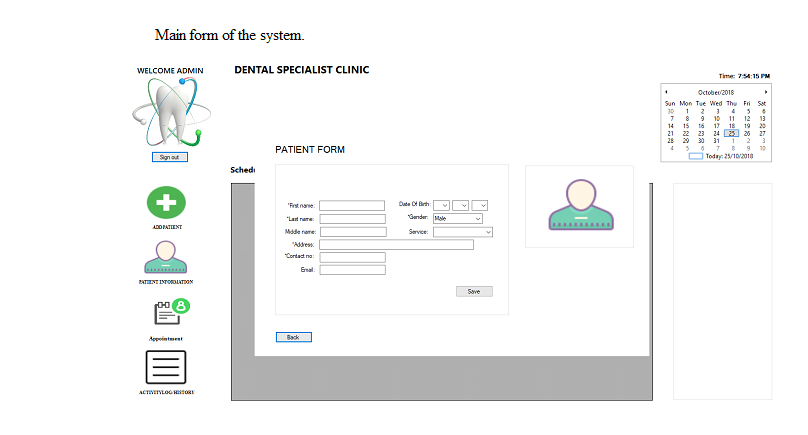 Main form of the system.
WELCOME ADMIN
DENTAL SPECIALIST CLINIC
Time: 7:54:15 PM
October/2018
Sun Mon Tue Wed Thu Fri Sat
30 1 2 3 4 5 6
7 8 9 10 11 12 13
14 15 16 17 18 19 20
21 22 23 24 25 26 27
28 29 30 31 1 2 3
4 5 6 7 8 9 10
Today: 25/10/2018
Sign out
PATIENT FORM
Schedu
*First name:
Date Of Birth:
*Last name:
*Gender: Male
Middle name:
Service:
*Address:
*Contact no:
Email:
Save
Back
ADD PATIENT
PATIENT INFORMATION
Appointment
ACTIVITYLOG HISTORY